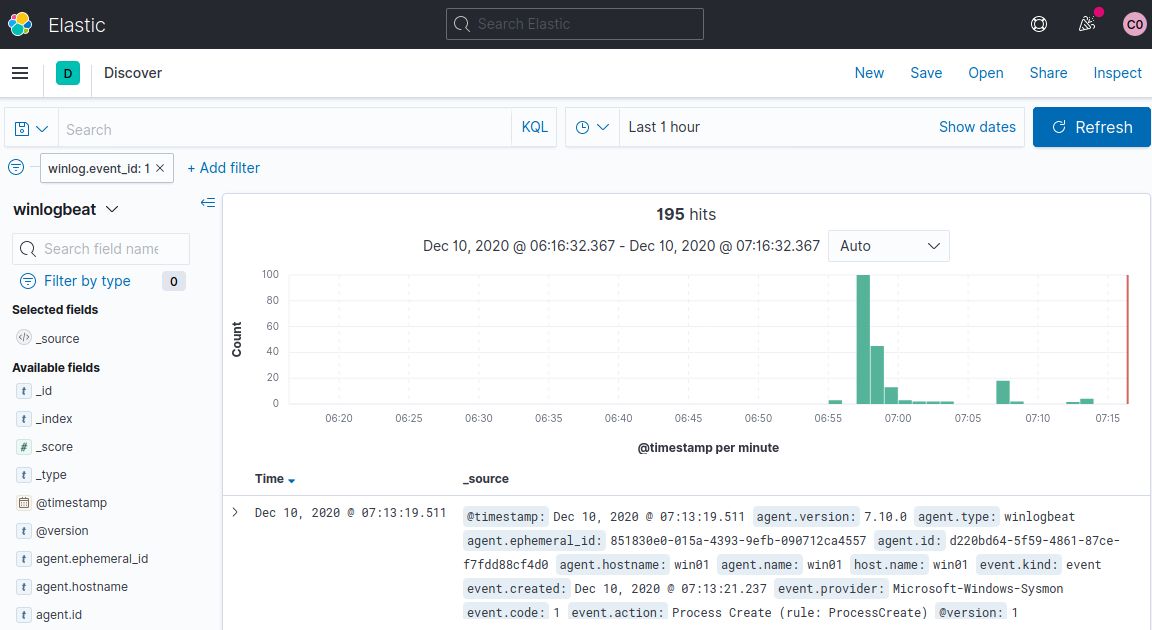 Elastic
Search Elastic
CO
D
Discover
New Save Open Share Inspect
Search
KQL
Last 1 hour
Show dates
Refresh
winlog.event_id: 1 ×
+ Add filter
winlogbeat
Search field name
Filter by type 0
Selected fields
_source
Available fields
t _id
t _index
# _score
t _type
@timestamp
t @version
t agent.ephemeral_id
t agent.hostname
t agent.id
195 hits
Dec 10, 2020 @ 06:16:32.367 - Dec 10, 2020 @ 07:16:32.367
Auto
Count
100
80
60
40
20
0
06:20 06:25 06:30 06:35 06:40 06:45 06:50 06:55 07:00 07:05 07:10 07:15
@timestamp per minute
Time _source
Dec 10, 2020 @ 07:13:19.511
@timestamp: Dec 10, 2020 @ 07:13:19.511 agent.version: 7.10.0 agent.type: winlogbeat
agent.ephemeral_id: 851830e0-015a-4393-9efb-090712ca4557 agent.id: d220bd64-5f59-4861-87ce-
f7fdd88cf4d0 agent.hostname: win01 agent.name: win01 host.name: win01 event.kind: event
event.created: Dec 10, 2020 @ 07:13:21.237 event.provider: Microsoft-Windows-Sysmon
event.code: 1 event.action: Process Create (rule: ProcessCreate) @version: 1